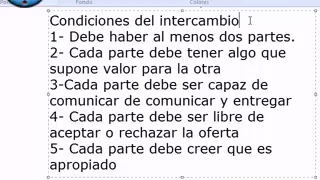 Condiciones del intercambio
1- Debe haber al menos dos partes.
2- Cada parte debe tener algo que
supone valor para la otra
3-Cada parte debe ser capaz de
comunicar de comunicar y entregar
4- Cada parte debe ser libre de
aceptar o rechazar la oferta
5- Cada parte debe creer que es
apropiado